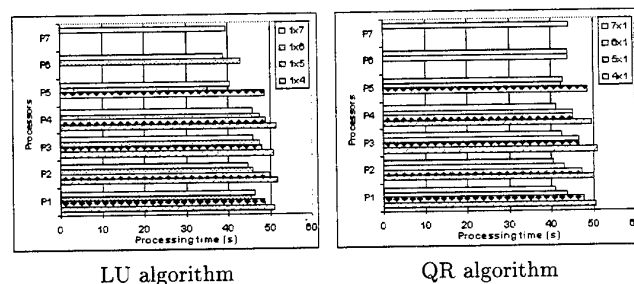 P7
P6
P5
P4
P3
P2
P1
Processors
0 10 20 30 40 50 60
Processing time (s)
1x7
1x6
1x5
1x4
LU algorithm
P7
P6
P5
P4
P3
P2
P1
Processors
0 10 20 30 40 50 60
Processing time (s)
7x1
6x1
5x1
4x1
QR algorithm